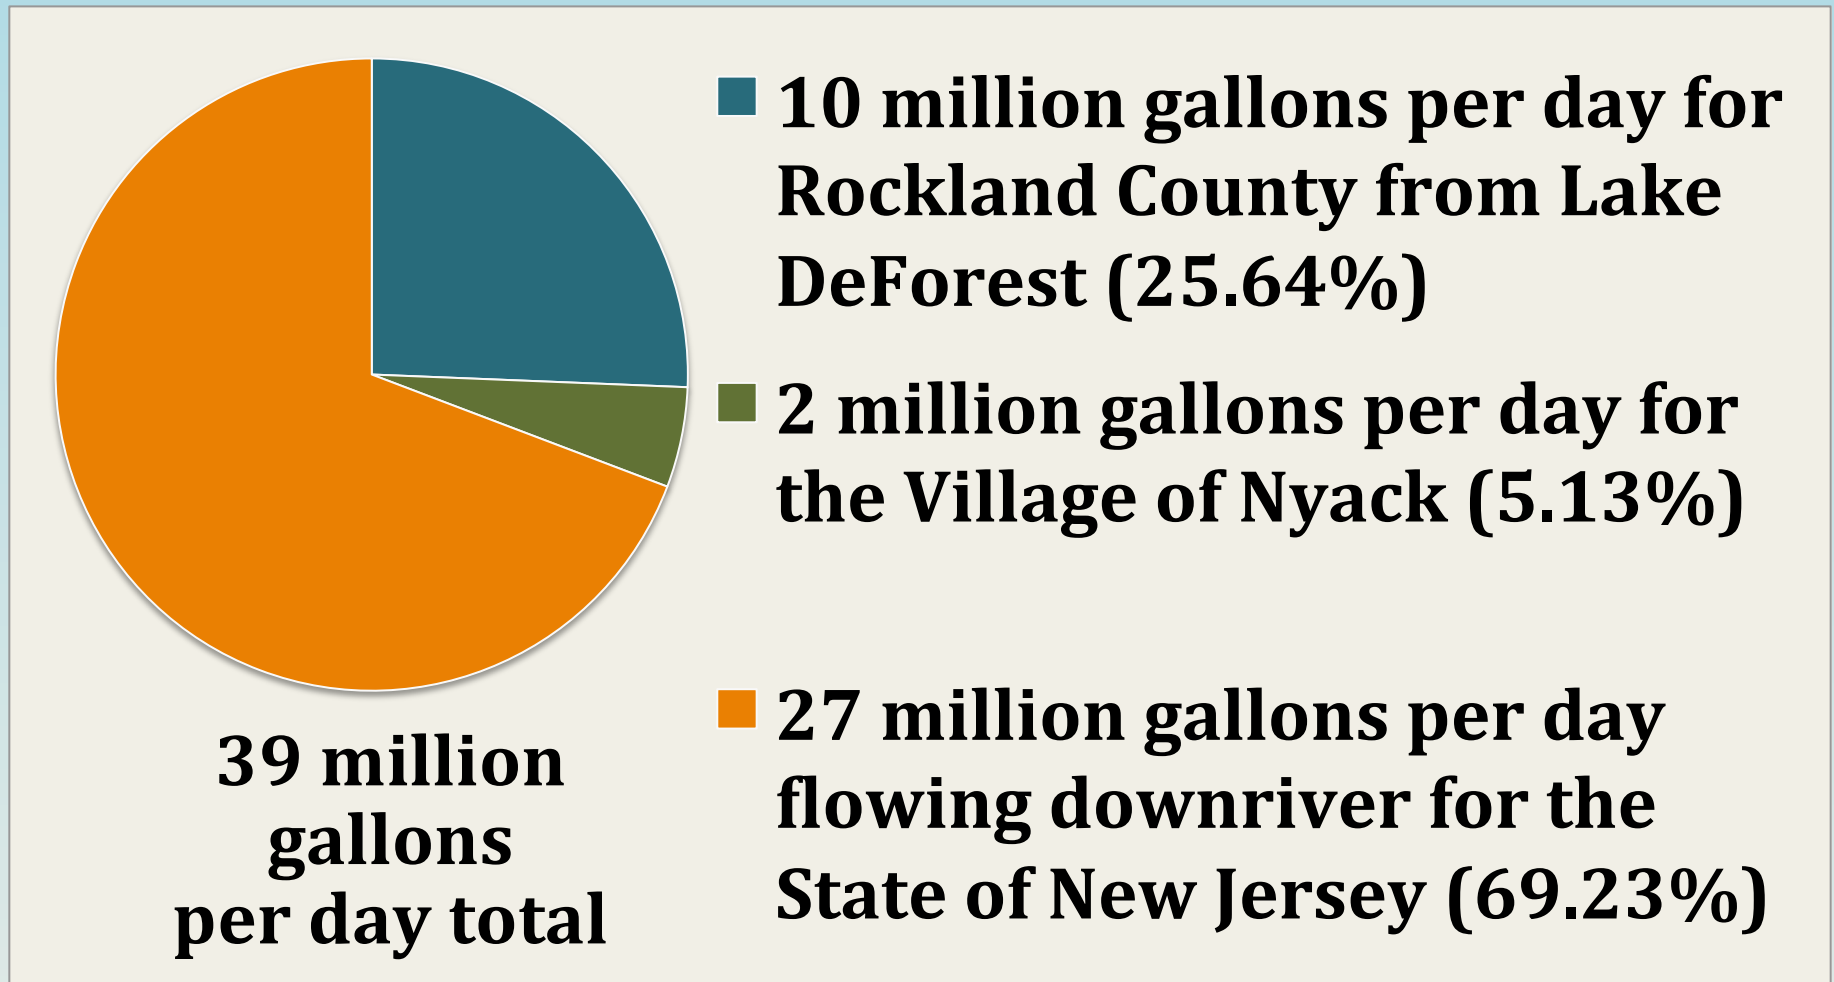 10 million gallons per day for
Rockland County from Lake
DeForest (25.64%)
2 million gallons per day for
the Village of Nyack (5.13%)
27 million gallons per day
flowing downriver for the
State of New Jersey (69.23%)
39 million
gallons
per day total